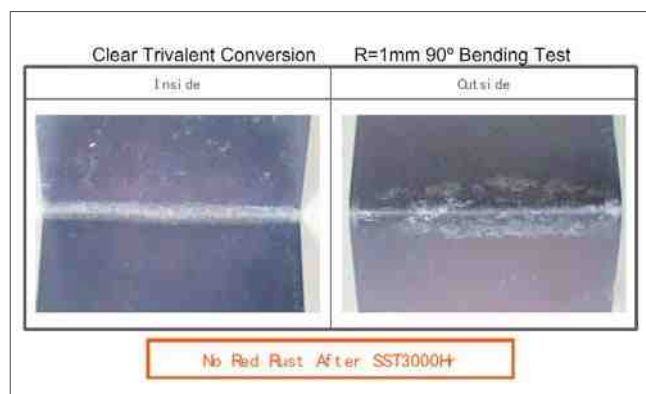 Clear Trivalent Conversion R=1mm 90º Bending Test
Inside Outside
No Red Rust After SST3000Hr